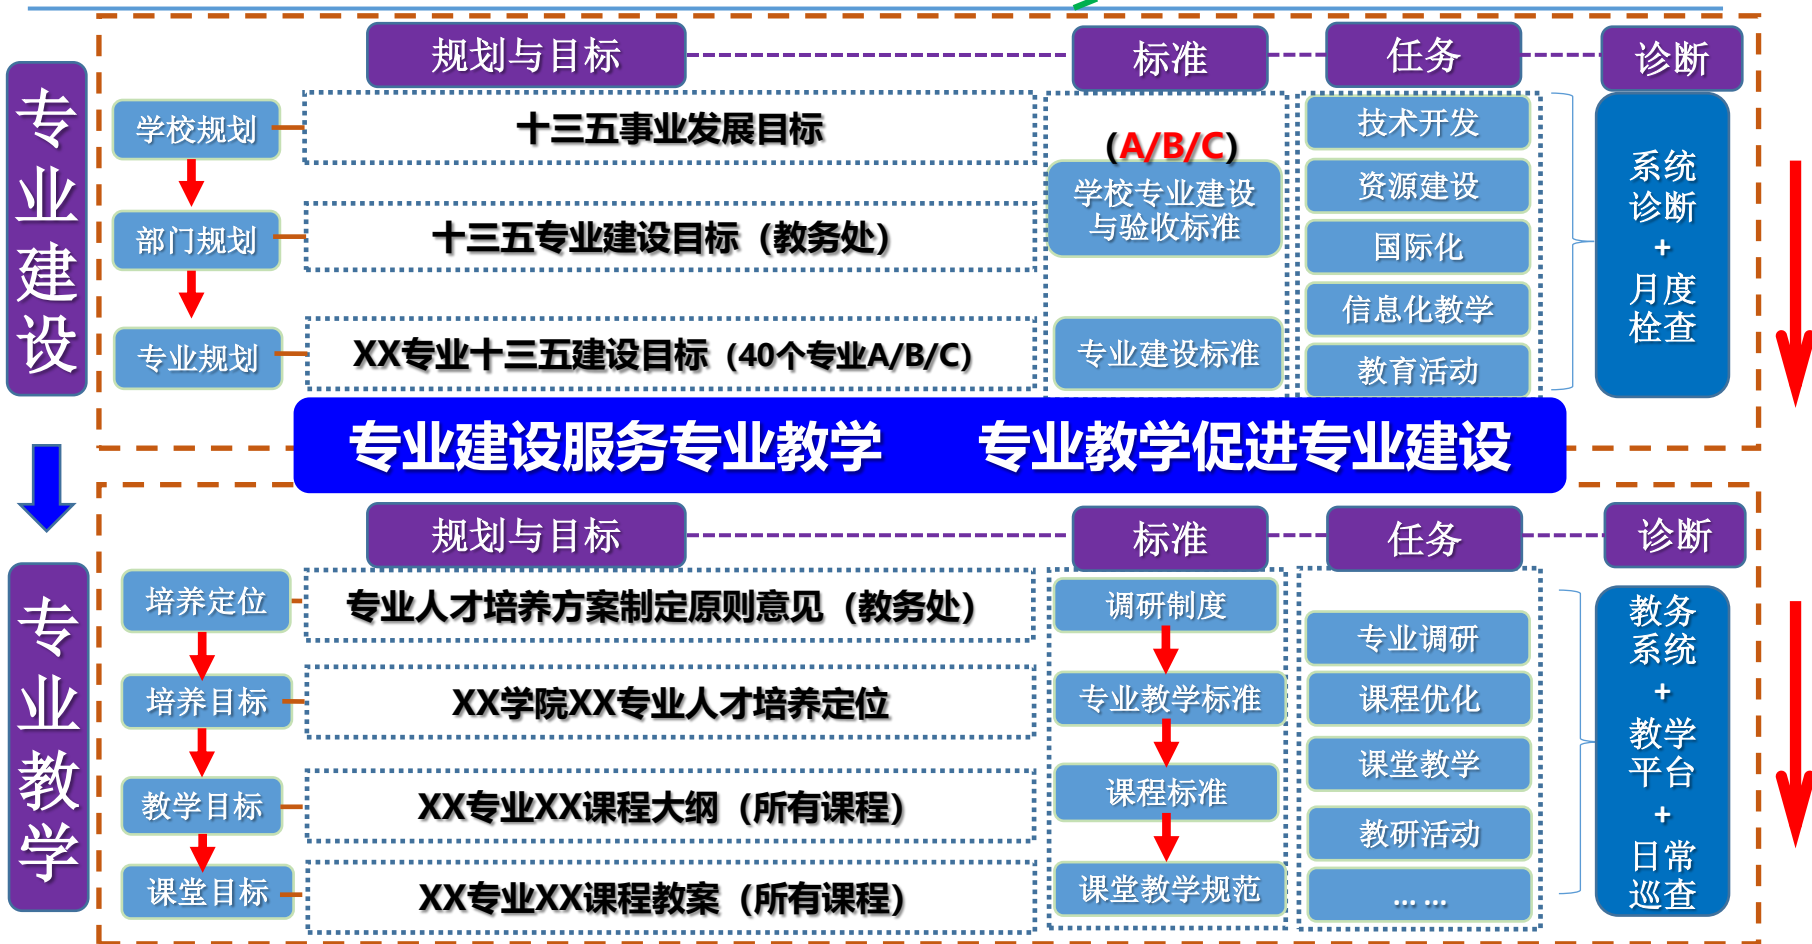 专业建设
规划与目标
标准
任务
诊断
学校规划
十三五事业发展目标
部门规划
十三五专业建设目标（教务处）
专业规划
XX专业十三五建设目标（40个专业A/B/C）
（A/B/C）
学校专业建设
与验收标准
专业建设标准
技术开发
资源建设
国际化
信息化教学
教育活动
系统
诊断
+
月度
栓查
专业建设服务专业教学 专业教学促进专业建设
专业教学
规划与目标
标准
任务
诊断
培养定位
专业人才培养方案制定原则意见（教务处）
培养目标
XX学院XX专业人才培养定位
教学目标
XX专业XX课程大纲（所有课程）
课堂目标
XX专业XX课程教案（所有课程）
调研制度
专业教学标准
课程标准
课堂教学规范
专业调研
课程优化
课堂教学
教研活动
... ...
教务
系统
+
教学
平台
+
日常
巡查